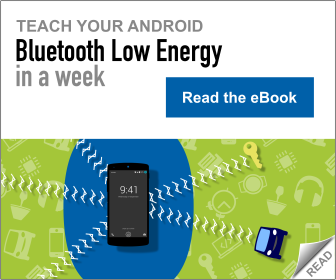 TEACH YOUR ANDROID
Bluetooth Low Energy
in a week
Read the eBook
9:41
READ